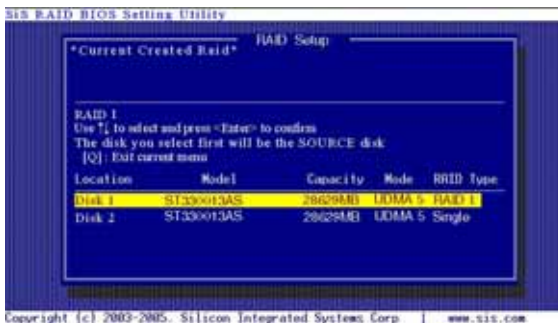 SiS RAID BIOS Setting Utility
RAID Setup
*Current Created Raid*
RAID 1
Use ↑↓ to select and press <Enter> to confirm
The disk you select first will be the SOURCE disk
[Q] : Exit current menu
Location Model Capacity Mode RAID Type
Disk 1 ST330013AS 28629MB UDMA 5 RAID 1
Disk 2 ST330013AS 28629MB UDMA 5 Single
Copyright (c) 2003-2005. Silicon Integrated Systems Corp | www.sis.com